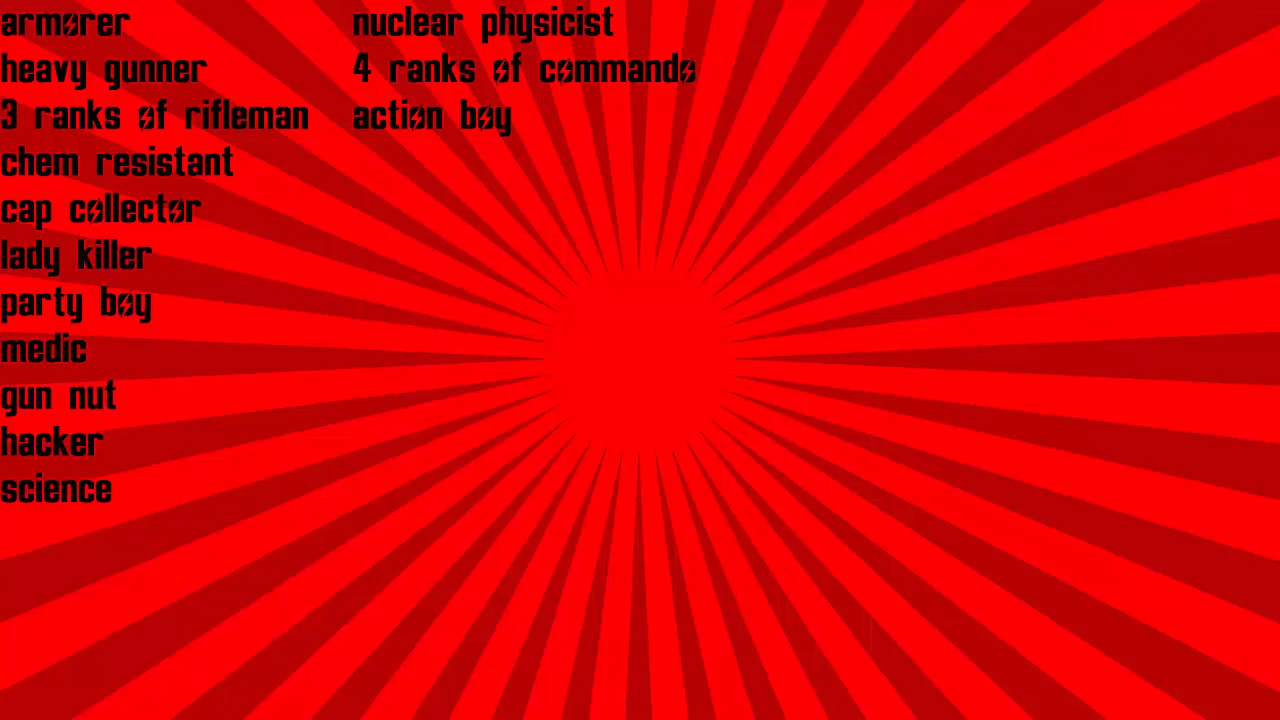 armorer
heavy gunner
3 ranks of rifleman
chem resistant
cap collector
lady killer
party boy
medic
gun nut
hacker
science
nuclear physicist
4 ranks of commando
action boy